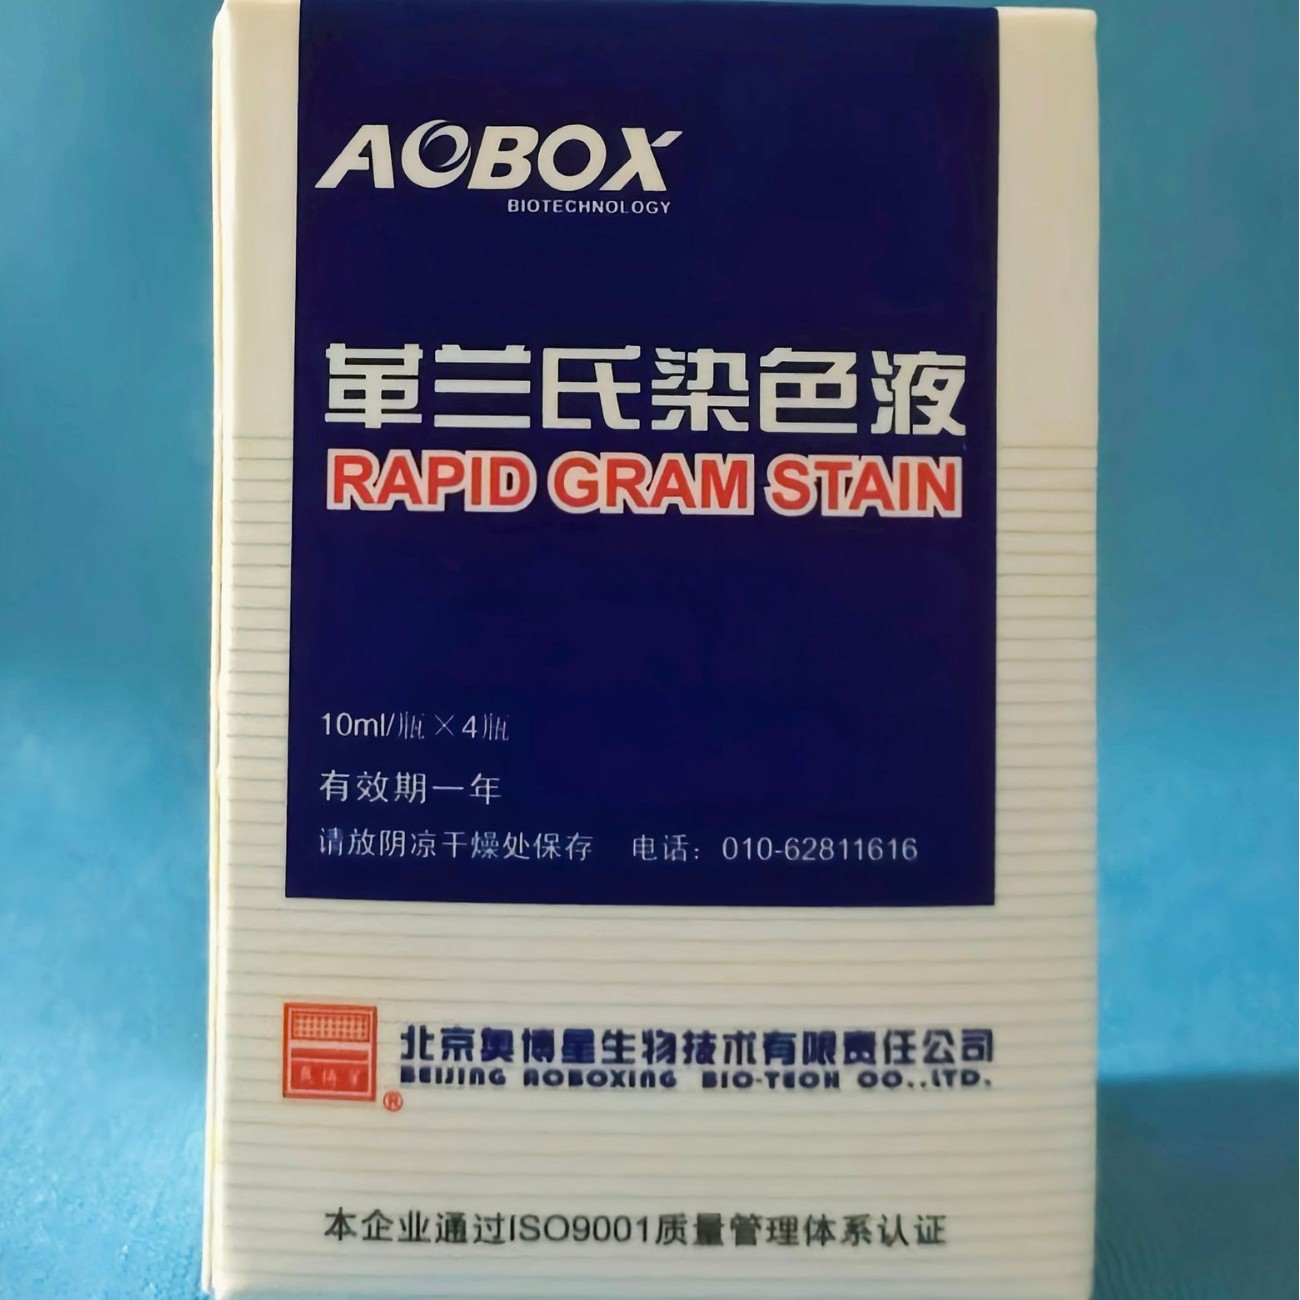 AOBOX
BIOTECHNOLOGY
革兰氏染色液
RAPID GRAM STAIN
10ml/瓶×4瓶
有效期一年
请放阴凉干燥处保存 电话：010-62811616
北京奥博星生物技术有限责任公司
BEIJING AOBOXING BIO-TECH CO.,LTD.
奥博星
®
本企业通过ISO9001质量管理体系认证